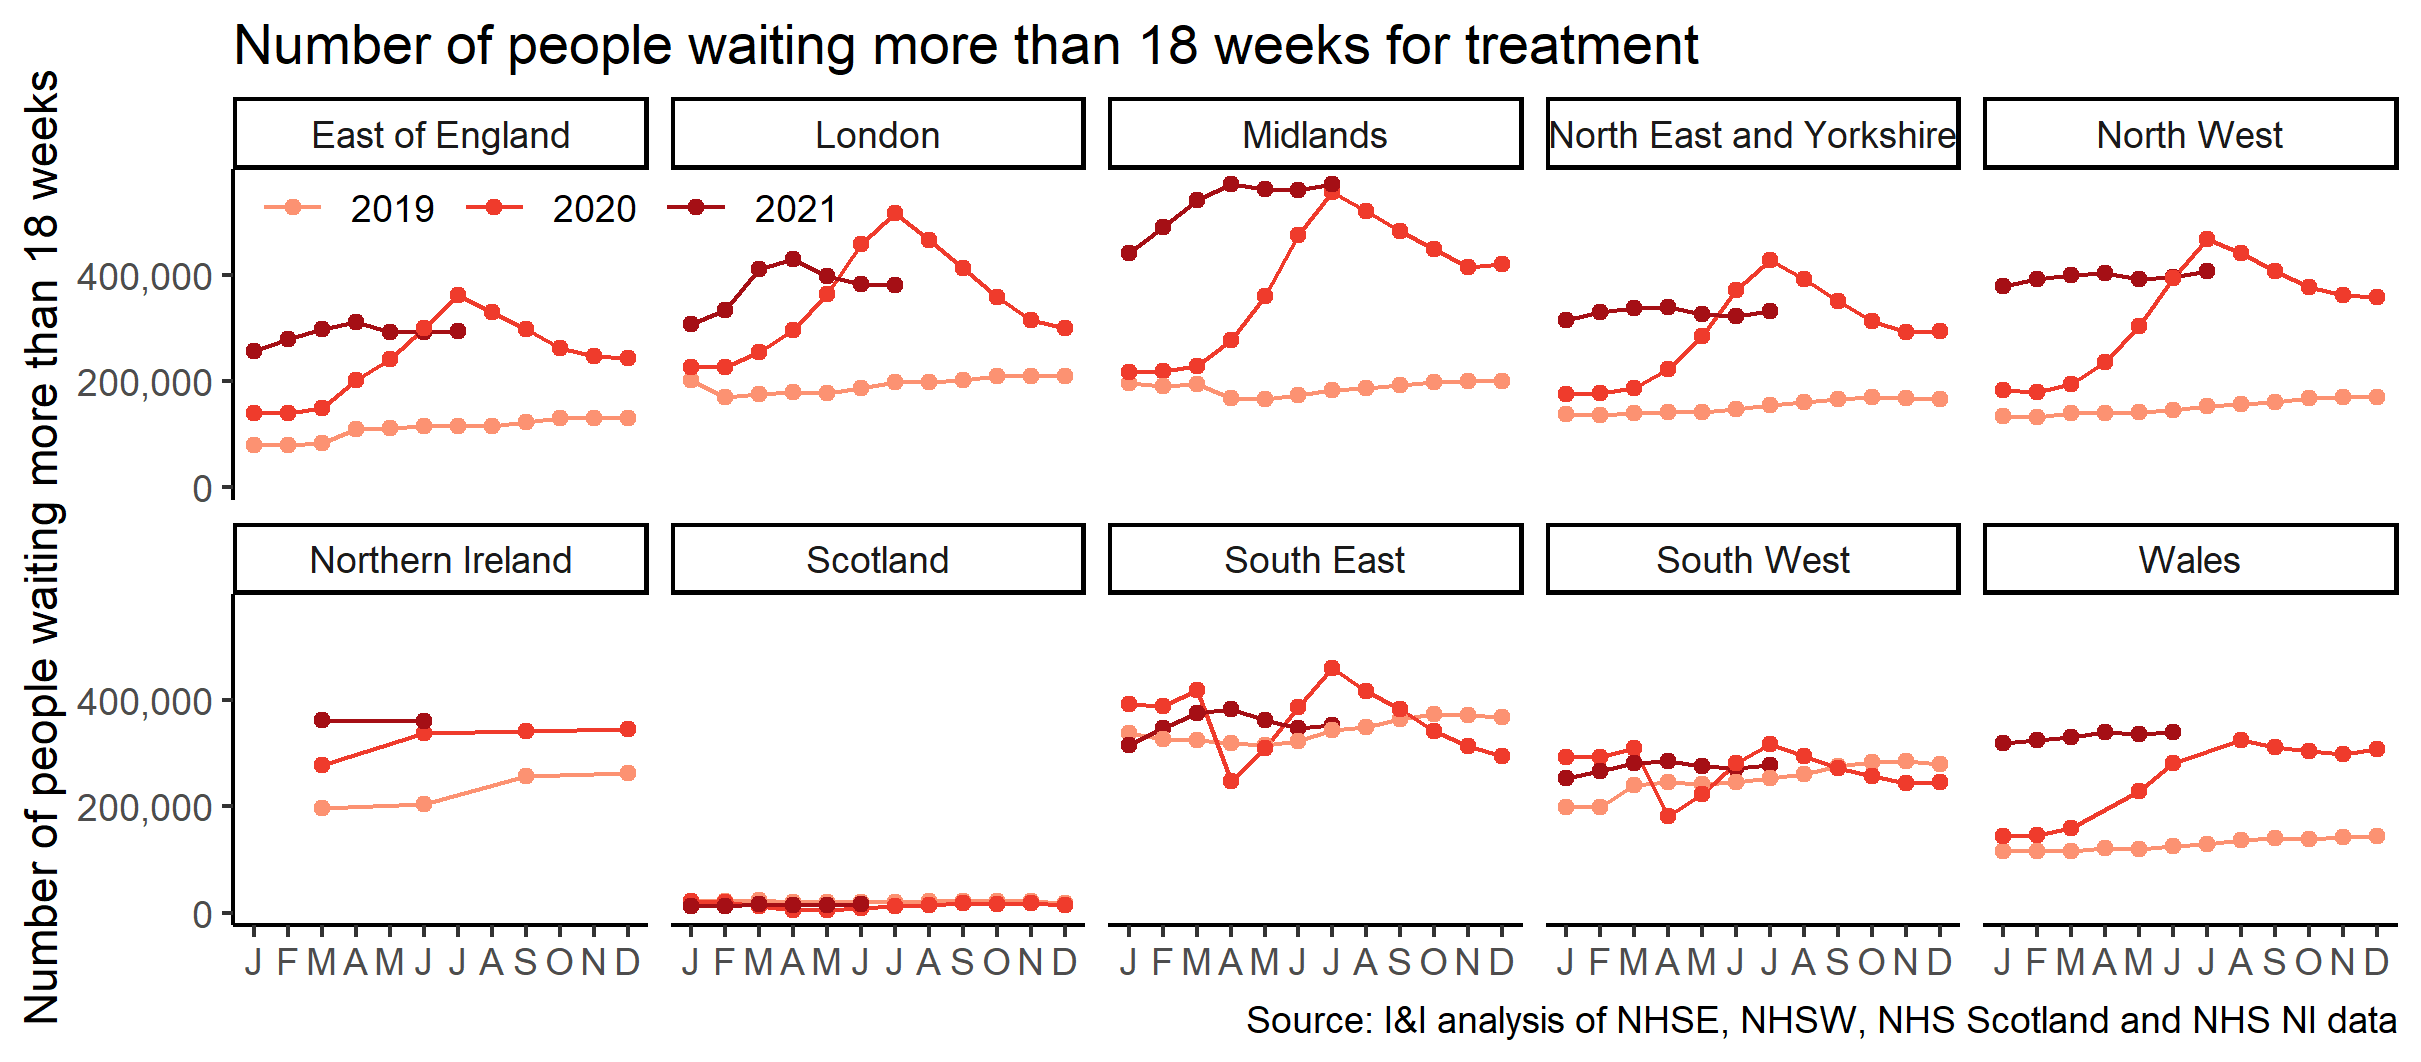 Number of people waiting more than 18 weeks for treatment
Number of people waiting more than 18 weeks
East of England
London
Midlands
North East and Yorkshire
North West
2019 2020 2021
400,000
200,000
0
Northern Ireland
Scotland
South East
South West
Wales
400,000
200,000
0
J F M A M J J A S O N D
J F M A M J J A S O N D
J F M A M J J A S O N D
J F M A M J J A S O N D
J F M A M J J A S O N D
Source: I&I analysis of NHSE, NHSW, NHS Scotland and NHS NI data